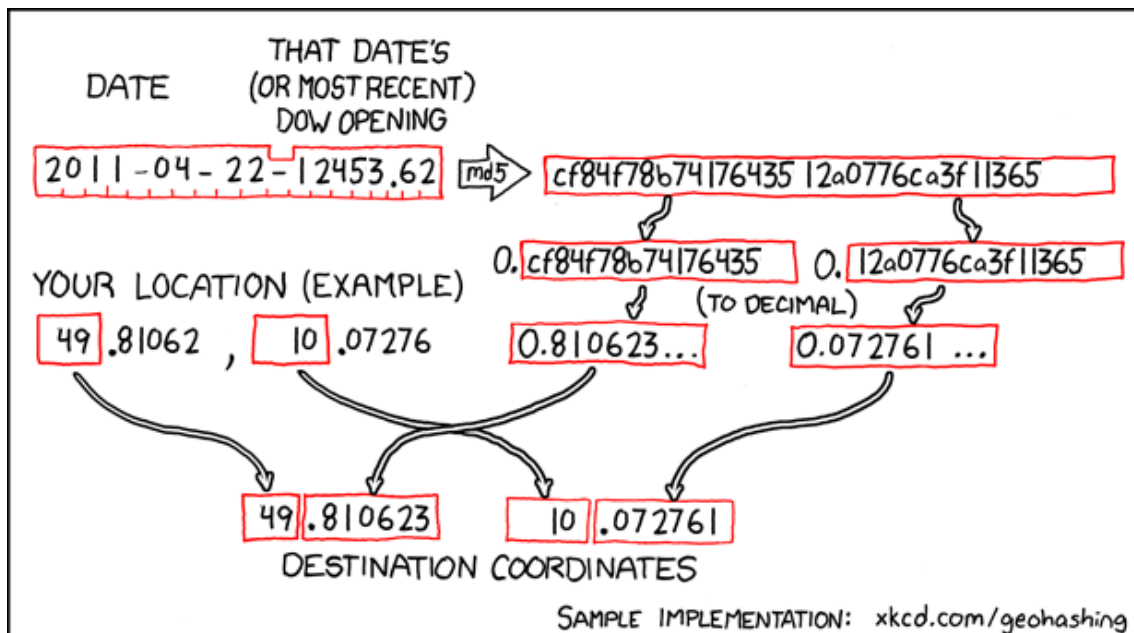 DATE
THAT DATE'S
(OR MOST RECENT)
DOW OPENING
2011-04-22-12453.62
md5
cf84f78b74176435 12a0776ca3f11365
0. cf84f78b74176435
0. 12a0776ca3f11365
YOUR LOCATION (EXAMPLE)
(TO DECIMAL)
49.81062, 10.07276
0.810623...
0.072761 ...
49.810623
10.072761
DESTINATION COORDINATES
SAMPLE IMPLEMENTATION: xkcd.com/geohashing